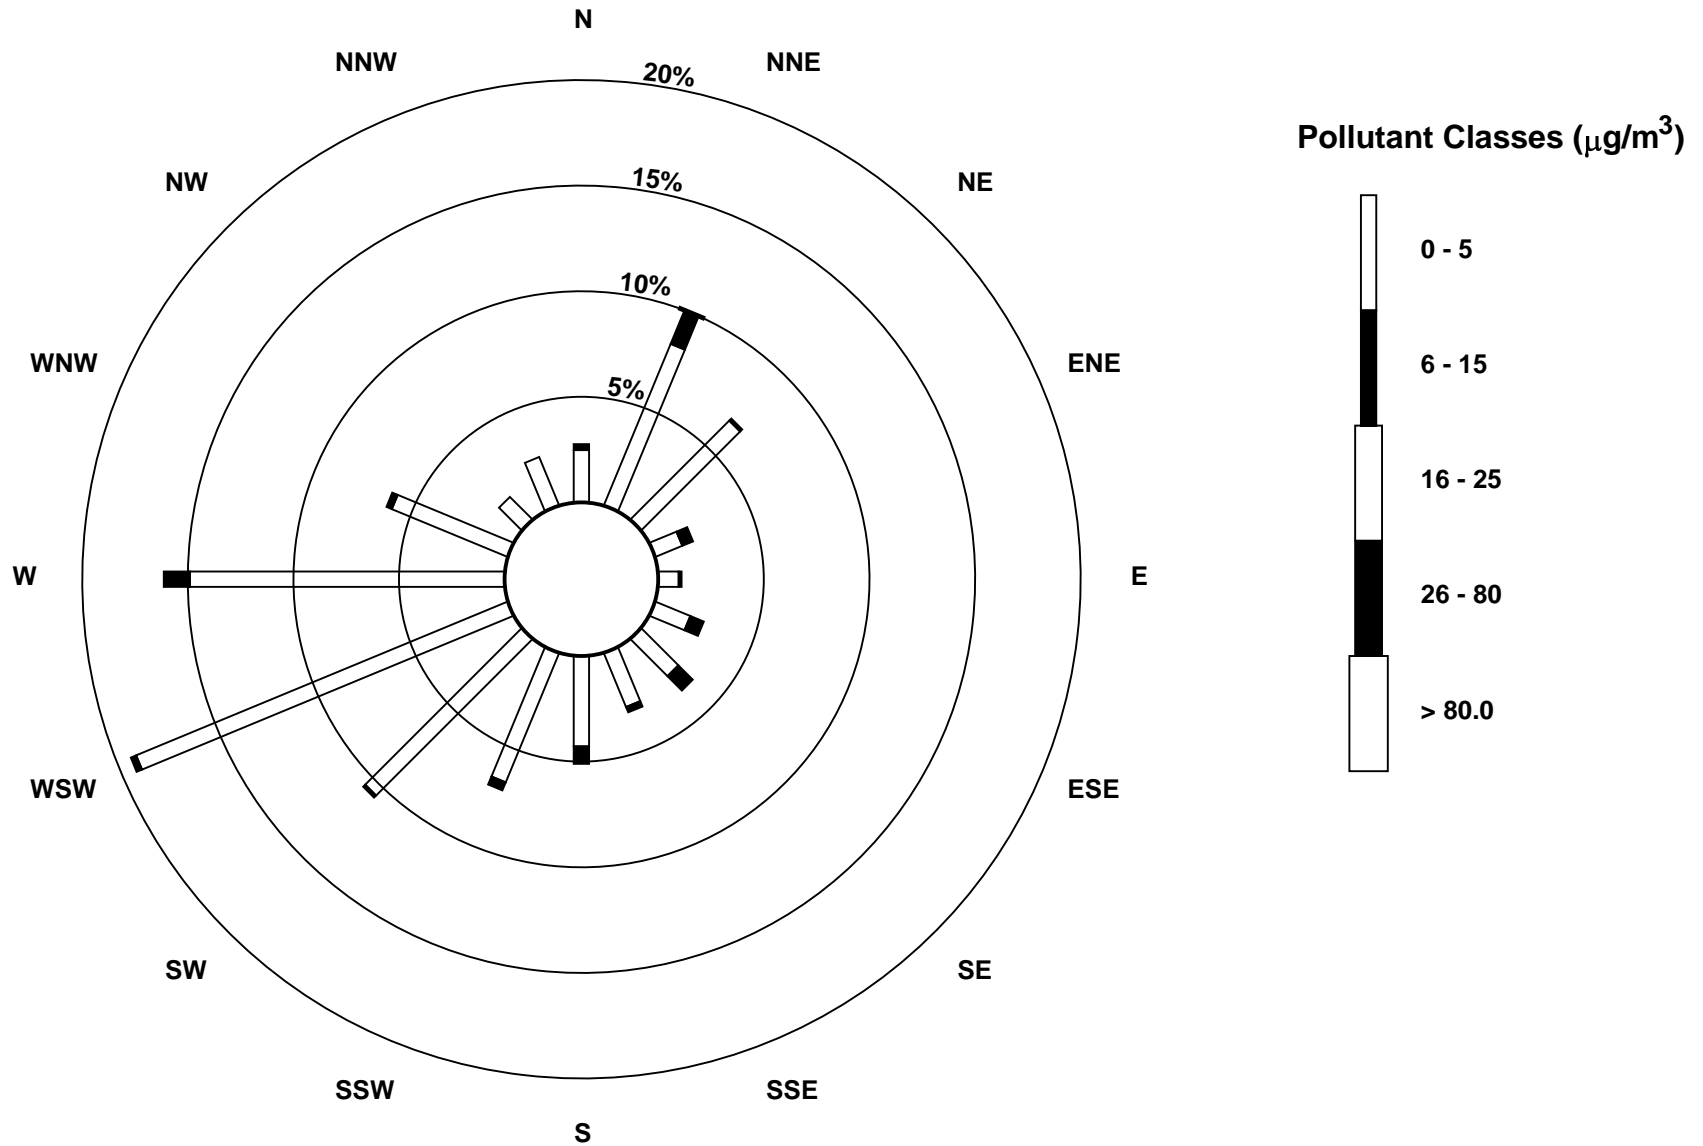 N
NNW
NNE
20%
Pollutant Classes (μg/m³)
15%
NW
NE
0 - 5
10%
WNW
ENE
6 - 15
5%
16 - 25
W
E
26 - 80
> 80.0
WSW
ESE
SW
SE
SSW
SSE
S